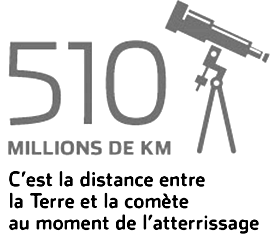 510
MILLIONS DE KM
C'est la distance entre
la Terre et la comète
au moment de l'atterrissage